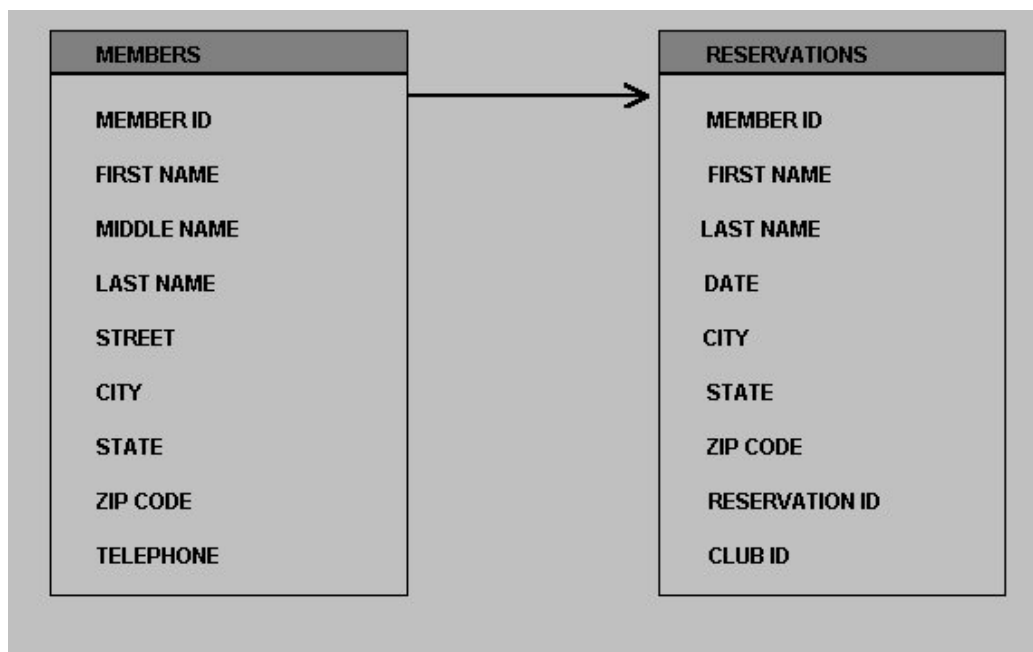 MEMBERS
MEMBER ID
FIRST NAME
MIDDLE NAME
LAST NAME
STREET
CITY
STATE
ZIP CODE
TELEPHONE
RESERVATIONS
MEMBER ID
FIRST NAME
LAST NAME
DATE
CITY
STATE
ZIP CODE
RESERVATION ID
CLUB ID